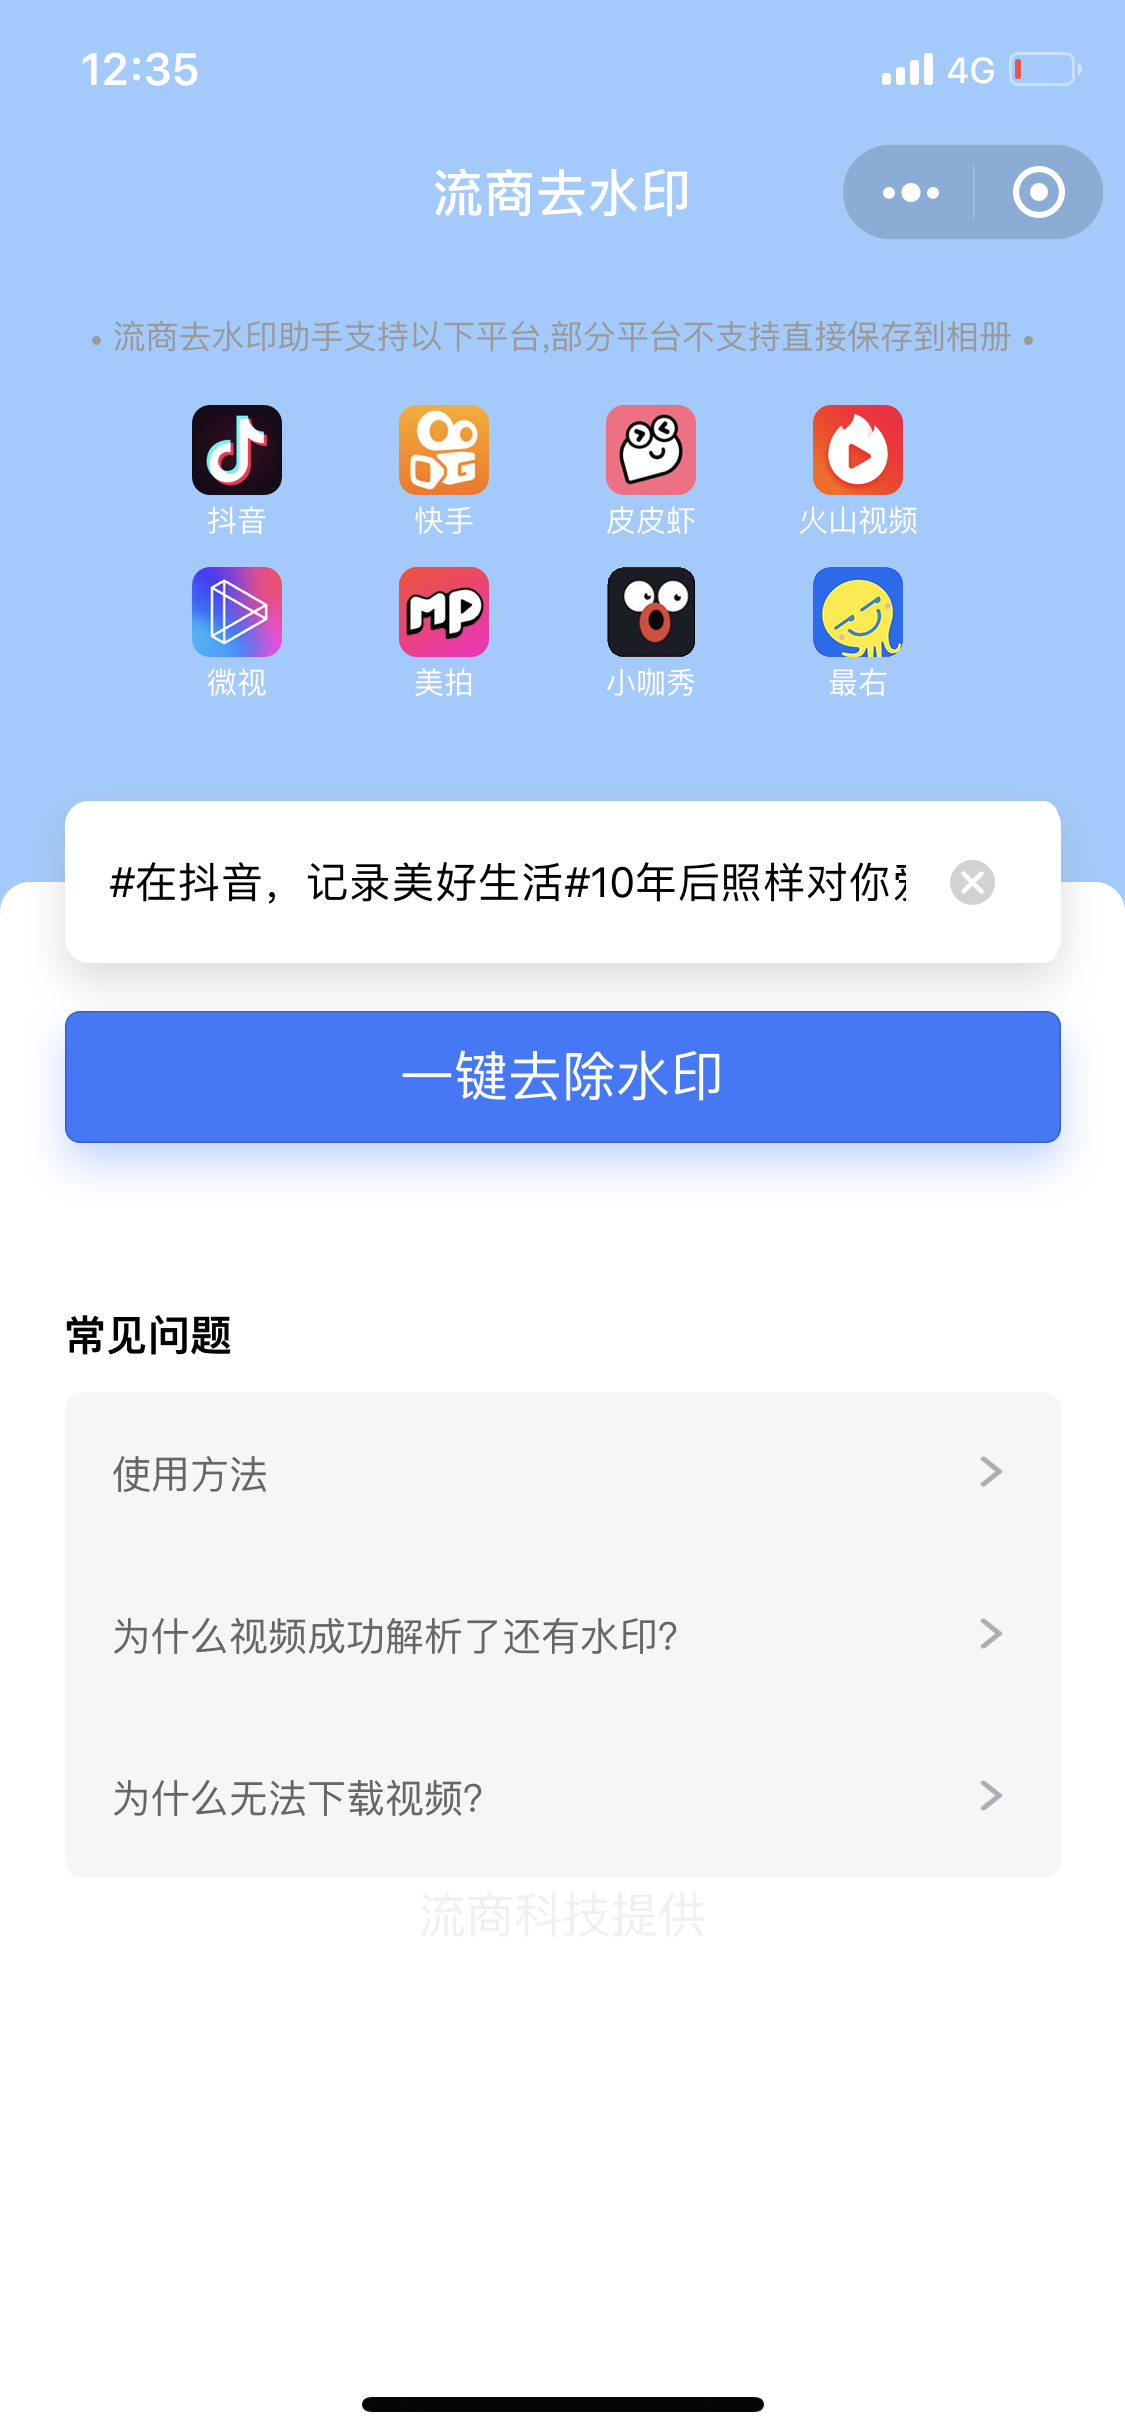 12:35
4G
流商去水印
• 流商去水印助手支持以下平台,部分平台不支持直接保存到相册 •
抖音
快手
皮皮虾
火山视频
微视
美拍
小咖秀
最右
#在抖音，记录美好生活#10年后照样对你
一键去除水印
常见问题
使用方法
为什么视频成功解析了还有水印?
为什么无法下载视频?
流商科技提供